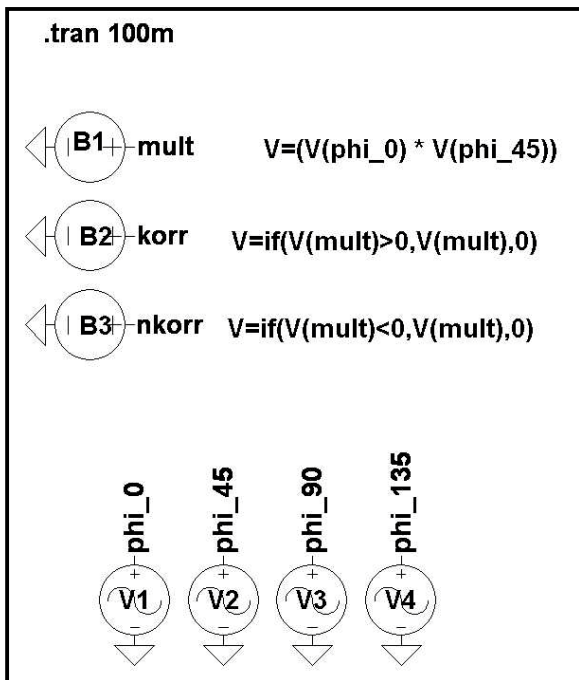 .tran 100m
B1 mult V=(V(phi_0) * V(phi_45))
B2 korr V=if(V(mult)>0,V(mult),0)
B3 nkorr V=if(V(mult)<0,V(mult),0)
phi_0 phi_45 phi_90 phi_135
V1 V2 V3 V4